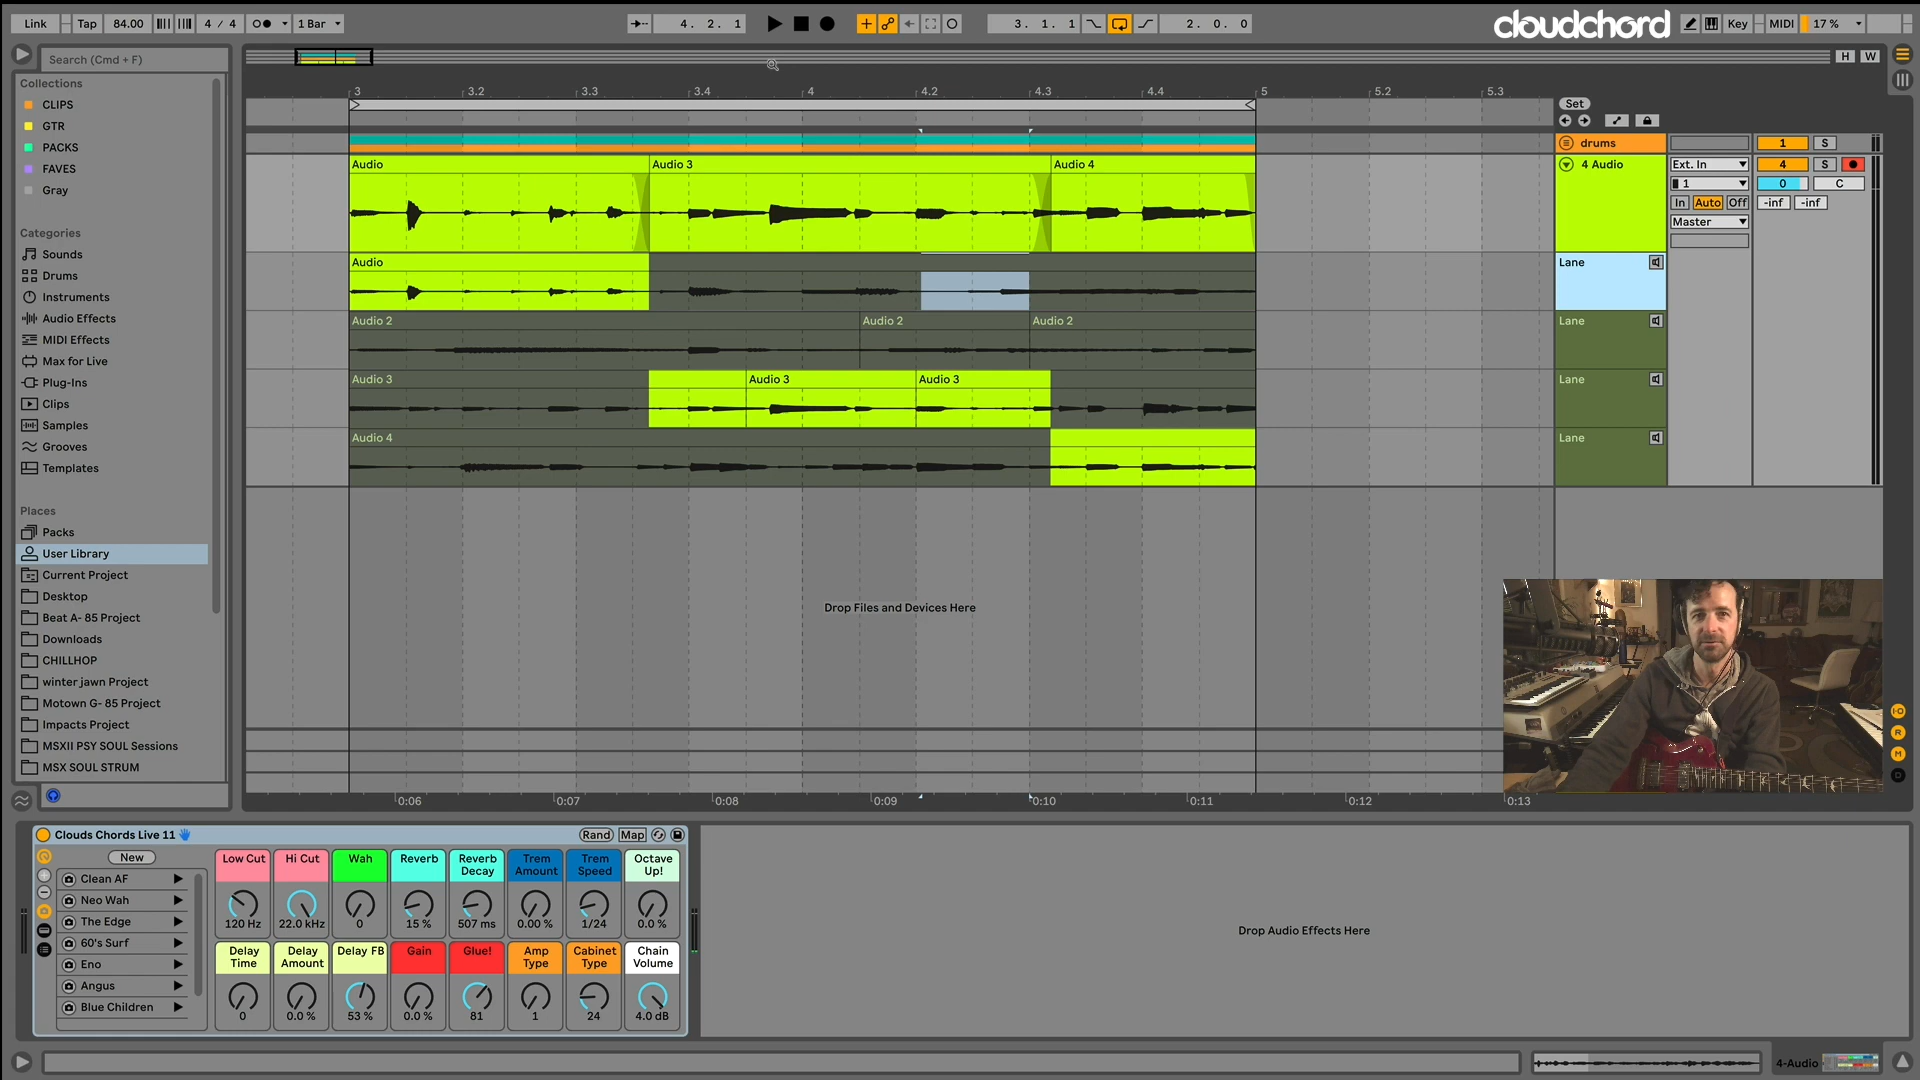 Link
Tap
84.00
4 / 4
1 Bar
4. 2. 1
3. 1. 1
2. 0. 0
cloudchord
Key
MIDI
17 %
Search (Cmd + F)
H
W
Collections
CLIPS
GTR
PACKS
FAVES
Gray
Categories
Sounds
Drums
Instruments
Audio Effects
MIDI Effects
Max for Live
Plug-Ins
Clips
Samples
Grooves
Templates
Places
Packs
User Library
Current Project
Desktop
Beat A- 85 Project
Downloads
CHILLHOP
winter jawn Project
Motown G- 85 Project
Impacts Project
MSXII PSY SOUL Sessions
MSX SOUL STRUM
3
3.2
3.3
3.4
4
4.2
4.3
4.4
5
5.2
5.3
Audio
Audio 3
Audio 4
Audio
Audio 2
Audio 2
Audio 2
Audio 3
Audio 3
Audio 3
Audio 4
Drop Files and Devices Here
0:06
0:07
0:08
0:09
0:10
0:11
0:12
0:13
Set
drums
1
S
4 Audio
Ext. In
4
S
1
0
C
In
Auto
Off
-inf
-inf
Master
Lane
Lane
Lane
Lane
I-O
R
M
D
Clouds Chords Live 11
Rand
Map
New
Clean AF
Neo Wah
The Edge
60's Surf
Eno
Angus
Blue Children
Low Cut
Hi Cut
Wah
Reverb
Reverb Decay
Trem Amount
Trem Speed
Octave Up!
120 Hz
22.0 kHz
0
15 %
507 ms
0.00 %
1/24
0.0 %
Delay Time
Delay Amount
Delay FB
Gain
Glue!
Amp Type
Cabinet Type
Chain Volume
0
0.0 %
53 %
0.0 %
81
1
24
4.0 dB
Drop Audio Effects Here
4-Audio